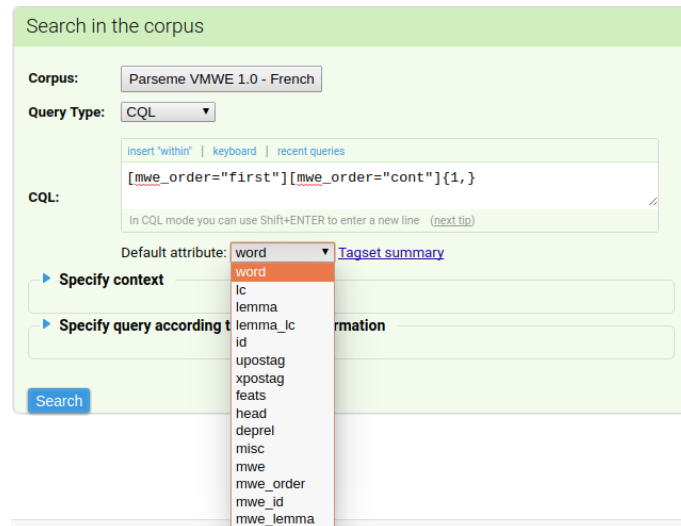 Search in the corpus
Corpus: Parseme VMWE 1.0 - French
Query Type: CQL
insert "within" | keyboard | recent queries
CQL: [mwe_order="first"][mwe_order="cont"]{1,}
In CQL mode you can use Shift+ENTER to enter a new line (next tip)
Default attribute: word Tagset summary
word
Specify context
lc
lemma
Specify query according t rmation
lemma_lc
id
upostag
xpostag
feats
Search
head
deprel
misc
mwe
mwe_order
mwe_id
mwe_lemma